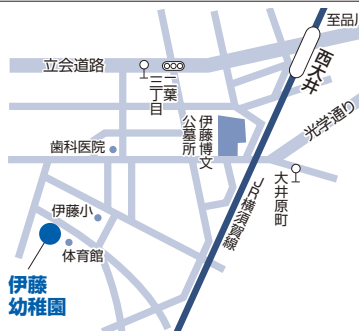 至品川
西大井
立会道路
二葉
三丁目
光学通り
伊藤博文
公墓所
歯科医院
大井原町
JR横須賀線
伊藤小
体育館
伊藤
幼稚園